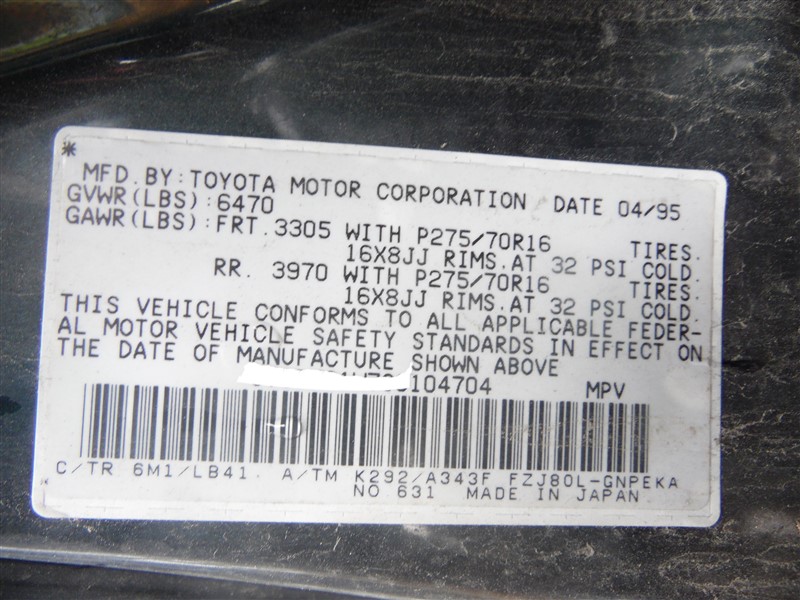 *
MFD. BY: TOYOTA MOTOR CORPORATION DATE 04/95
GVWR(LBS): 6470
GAWR(LBS): FRT. 3305 WITH P275/70R16 TIRES.
16X8JJ RIMS. AT 32 PSI COLD.
RR. 3970 WITH P275/70R16 TIRES.
16X8JJ RIMS. AT 32 PSI COLD.
THIS VEHICLE CONFORMS TO ALL APPLICABLE FEDER-
AL MOTOR VEHICLE SAFETY STANDARDS IN EFFECT ON
THE DATE OF MANUFACTURE SHOWN ABOVE
104704 MPV
C/TR 6M1/LB41. A/TM K292/A343F FZJ80L-GNPEKA
NO 631 MADE IN JAPAN